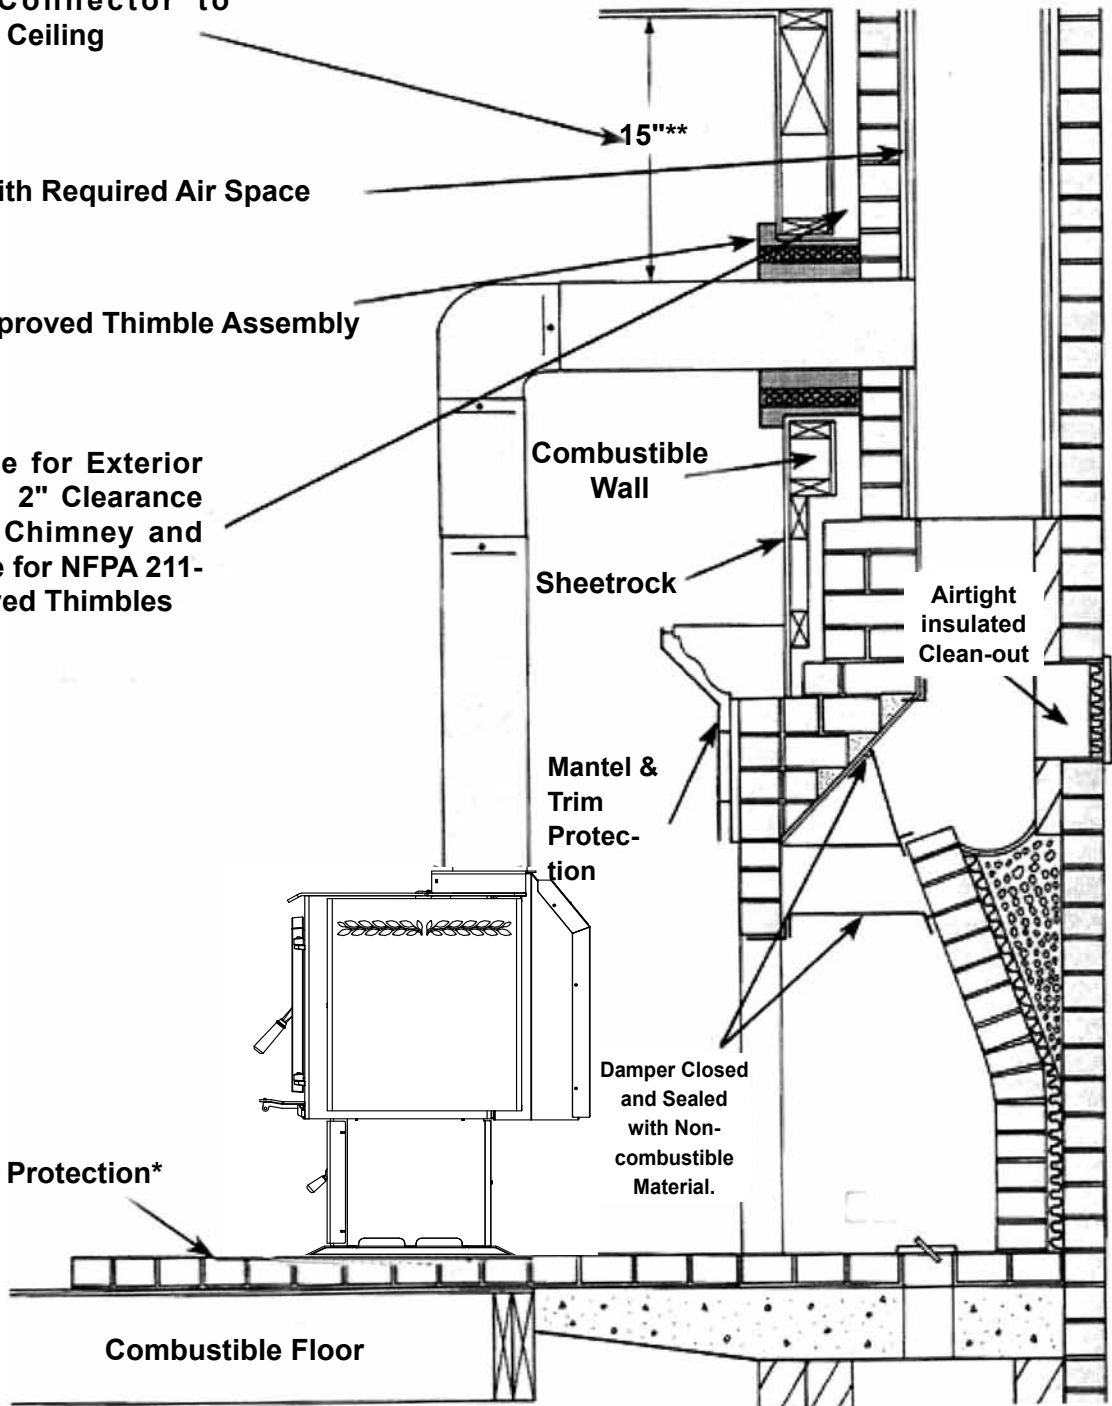 Connector to
Ceiling
15"**
ith Required Air Space
proved Thimble Assembly
e for Exterior
2" Clearance
Chimney and
e for NFPA 211-
ved Thimbles
Combustible
Wall
Sheetrock
Airtight
insulated
Clean-out
Mantel &
Trim
Protec-
tion
Damper Closed
and Sealed
with Non-
combustible
Material.
Protection*
Combustible Floor